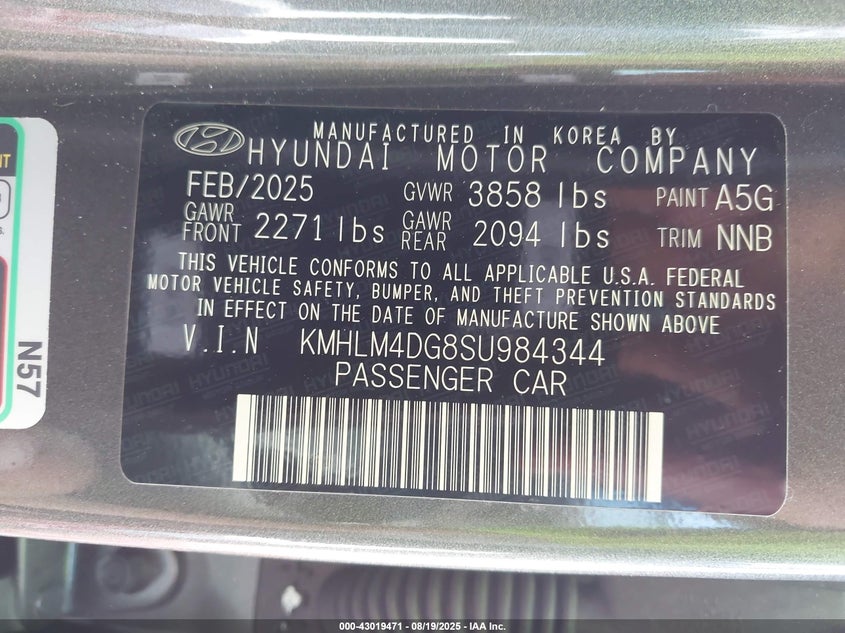 MANUFACTURED IN KOREA BY
HYUNDAI MOTOR COMPANY
FEB/2025 GVWR 3858 lbs PAINT A5G
GAWR FRONT 2271 lbs GAWR REAR 2094 lbs TRIM NNB
THIS VEHICLE CONFORMS TO ALL APPLICABLE U.S.A. FEDERAL
MOTOR VEHICLE SAFETY, BUMPER, AND THEFT PREVENTION STANDARDS
IN EFFECT ON THE DATE OF MANUFACTURE SHOWN ABOVE
V.I.N KMHLM4DG8SU984344
PASSENGER CAR
N57
000-43019471 - 08/19/2025 - IAA Inc.